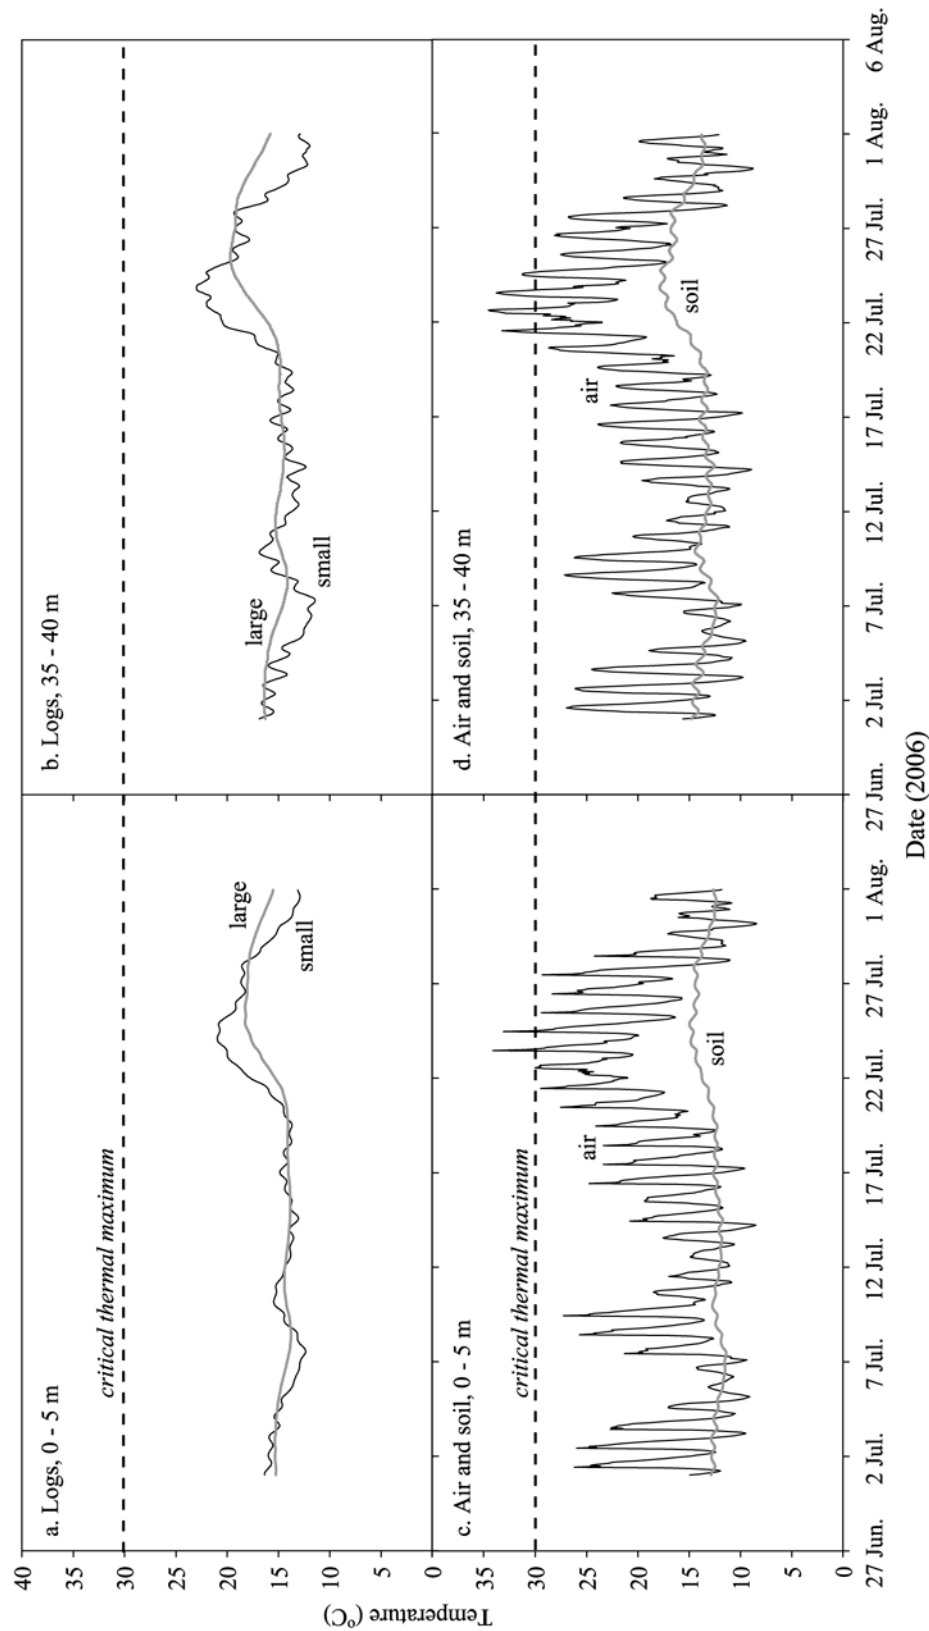 a. Logs, 0 - 5 m
critical thermal maximum
large
small
b. Logs, 35 - 40 m
large
small
c. Air and soil, 0 - 5 m
critical thermal maximum
air
soil
d. Air and soil, 35 - 40 m
air
soil
Temperature (°C)
40
35
30
25
20
15
10
5
0
35
30
25
20
15
10
5
0
27 Jun.
2 Jul.
7 Jul.
12 Jul.
17 Jul.
22 Jul.
27 Jul.
1 Aug.
27 Jun.
2 Jul.
7 Jul.
12 Jul.
17 Jul.
22 Jul.
27 Jul.
1 Aug.
6 Aug.
Date (2006)